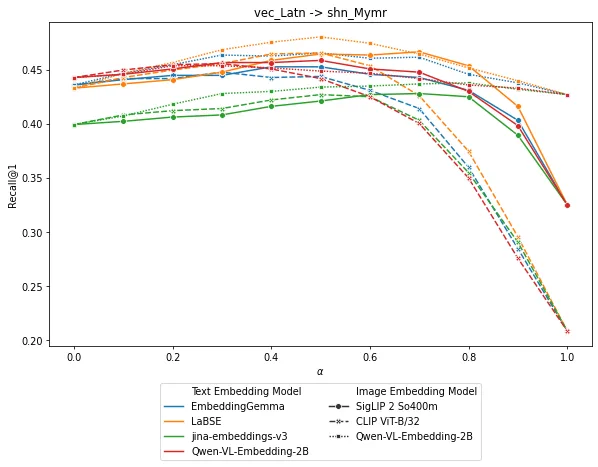 vec_Latn -> shn_Mymr
Recall@1
0.45
0.40
0.35
0.30
0.25
0.20
0.0 0.2 0.4 0.6 0.8 1.0
α
Text Embedding Model Image Embedding Model
EmbeddingGemma SigLIP 2 So400m
LaBSE CLIP ViT-B/32
jina-embeddings-v3 Qwen-VL-Embedding-2B
Qwen-VL-Embedding-2B